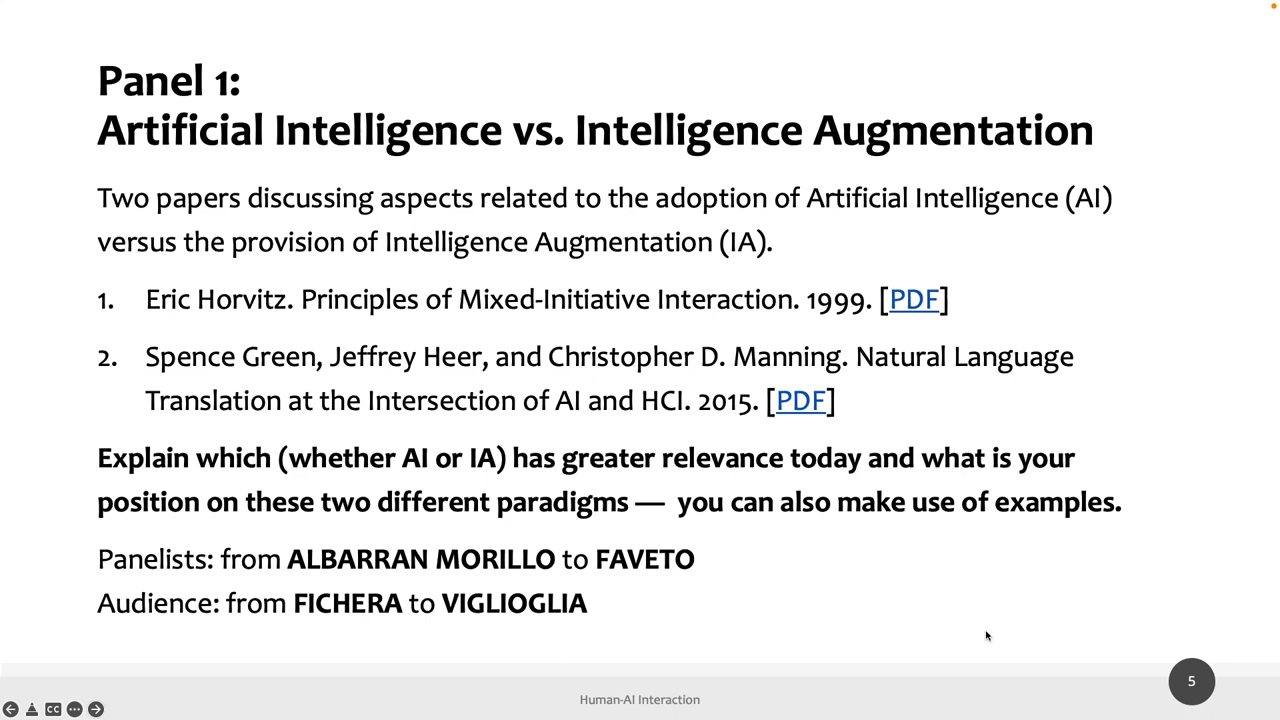 Panel 1:
Artificial Intelligence vs. Intelligence Augmentation
Two papers discussing aspects related to the adoption of Artificial Intelligence (AI)
versus the provision of Intelligence Augmentation (IA).
1. Eric Horvitz. Principles of Mixed-Initiative Interaction. 1999. [PDF]
2. Spence Green, Jeffrey Heer, and Christopher D. Manning. Natural Language
Translation at the Intersection of AI and HCI. 2015. [PDF]
Explain which (whether AI or IA) has greater relevance today and what is your
position on these two different paradigms — you can also make use of examples.
Panelists: from ALBARRAN MORILLO to FAVETO
Audience: from FICHERA to VIGLIOGLIA
5
Human-AI Interaction
CC